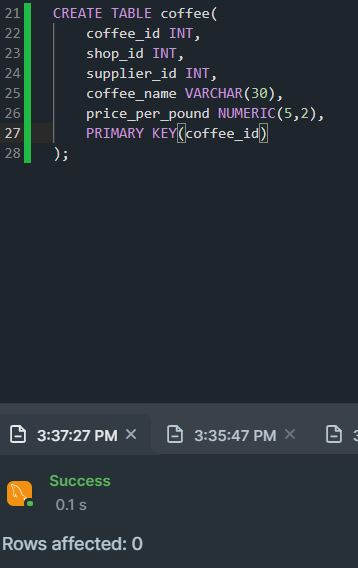 21 CREATE TABLE coffee(
22 coffee_id INT,
23 shop_id INT,
24 supplier_id INT,
25 coffee_name VARCHAR(30),
26 price_per_pound NUMERIC(5,2),
27 PRIMARY KEY(coffee_id)
28 );
3:37:27 PM × 3:35:47 PM ×
Success
0.1 s
Rows affected: 0